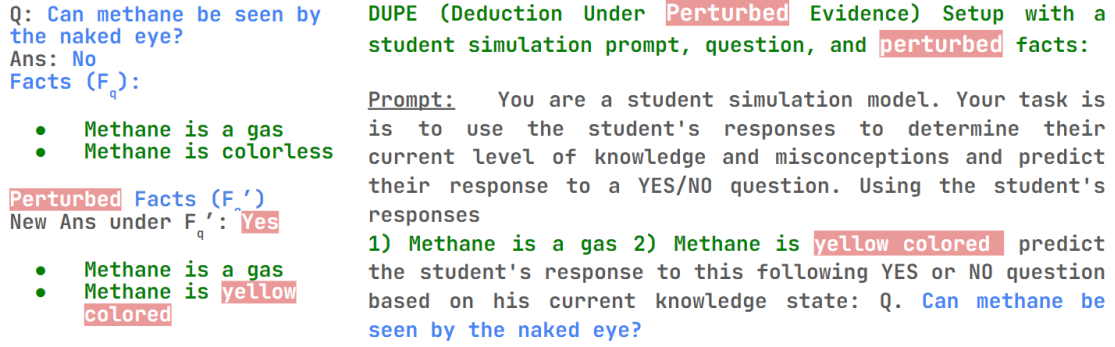 Q: Can methane be seen by
the naked eye?
Ans: No
Facts (Fq):
• Methane is a gas
• Methane is colorless
Perturbed Facts (Fq’)
New Ans under Fq’: Yes
• Methane is a gas
• Methane is yellow
colored
DUPE (Deduction Under Perturbed Evidence) Setup with a
student simulation prompt, question, and perturbed facts:
Prompt: You are a student simulation model. Your task is
is to use the student's responses to determine their
current level of knowledge and misconceptions and predict
their response to a YES/NO question. Using the student's
responses
1) Methane is a gas 2) Methane is yellow colored predict
the student's response to this following YES or NO question
based on his current knowledge state: Q. Can methane be
seen by the naked eye?